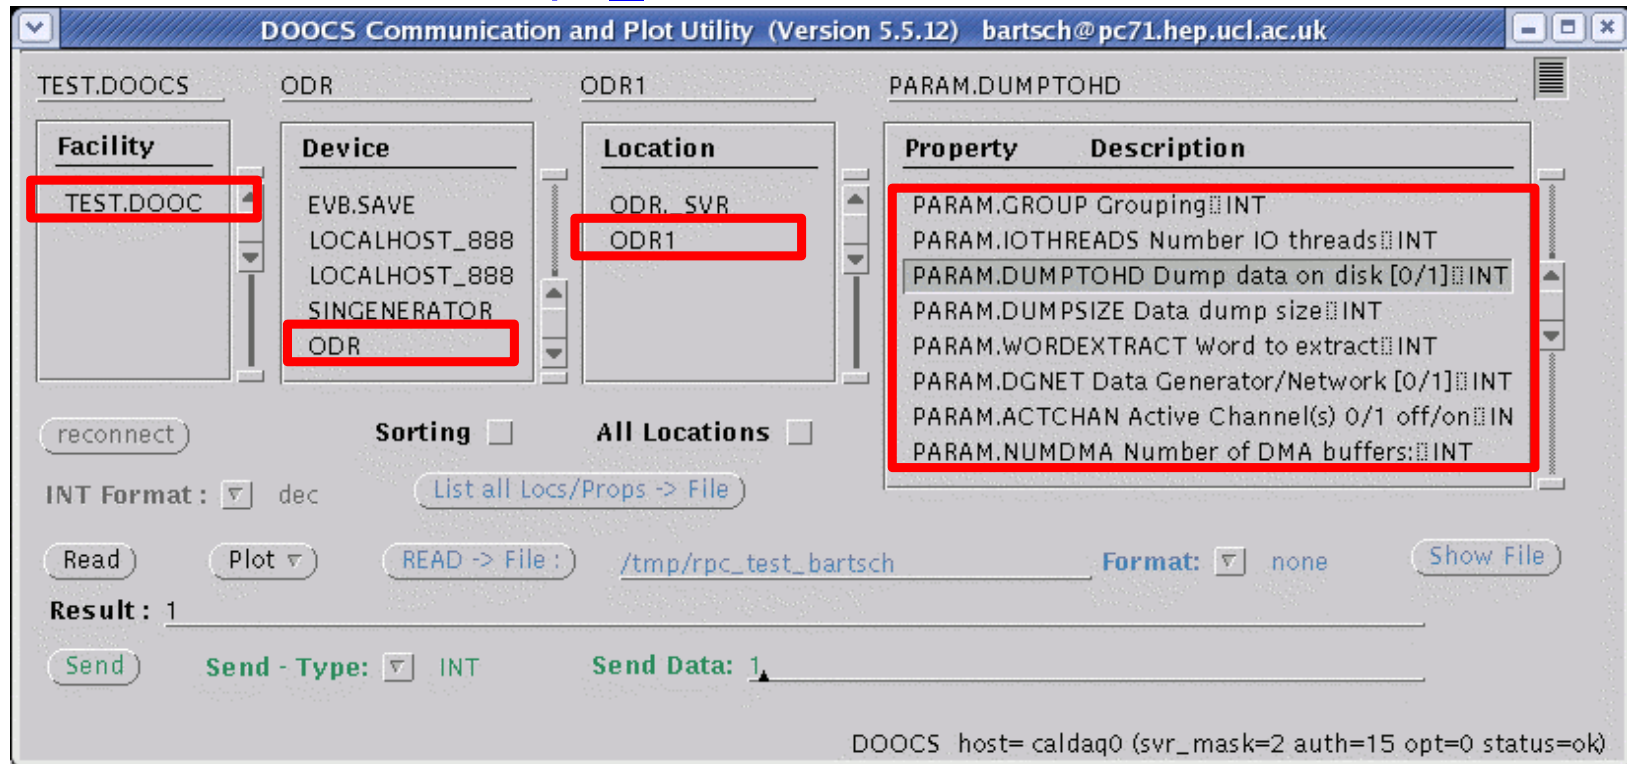 DOOCS Communication and Plot Utility (Version 5.5.12) bartsch@pc71.hep.ucl.ac.uk
TEST.DOOCS ODR ODR1 PARAM.DUMPTOHD
Facility Device Location Property Description
TEST.DOOC EVB.SAVE ODR._SVR PARAM.GROUP Grouping INT
LOCALHOST_888 ODR1 PARAM.IOTHREADS Number IO threads INT
LOCALHOST_888 PARAM.DUMPTOHD Dump data on disk [0/1] INT
SINGENERATOR PARAM.DUMPSIZE Data dump size INT
ODR PARAM.WORDEXTRACT Word to extract INT
PARAM.DGNET Data Generator/Network [0/1] INT
PARAM.ACTCHAN Active Channel(s) 0/1 off/on IN
PARAM.NUMDMA Number of DMA buffers: INT
reconnect Sorting All Locations
INT Format : dec List all Locs/Props -> File
Read Plot READ -> File : /tmp/rpc_test_bartsch Format: none Show File
Result : 1
Send Send - Type: INT Send Data: 1
DOOCS host= caldaq0 (svr_mask=2 auth=15 opt=0 status=ok)